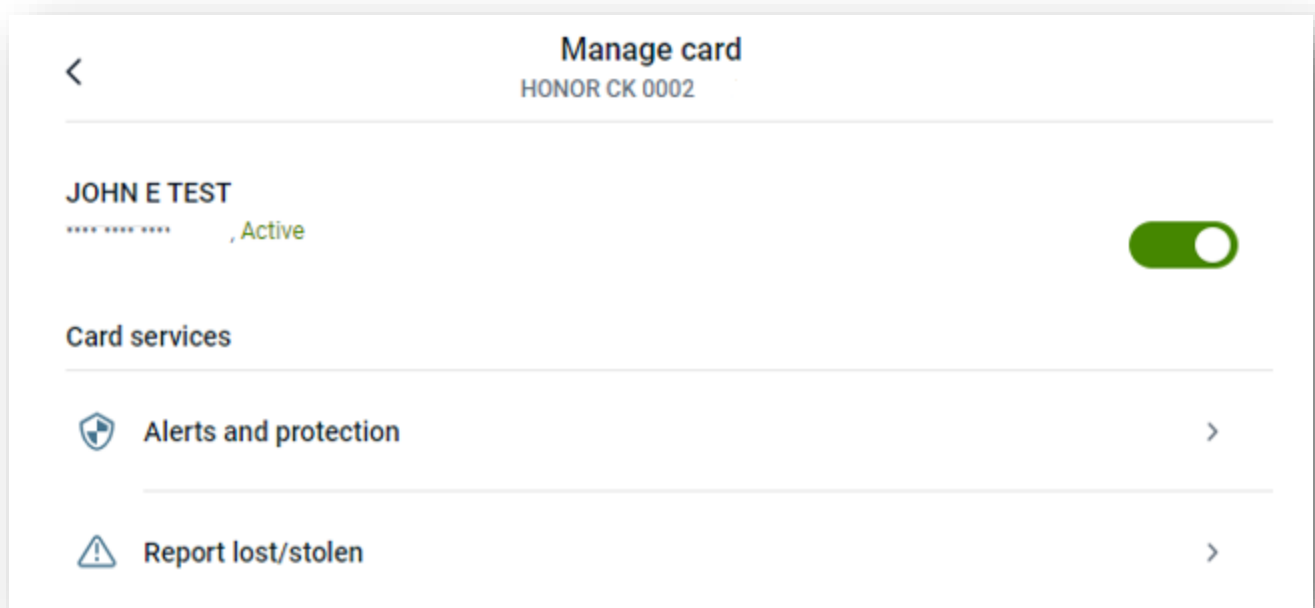 Manage card
HONOR CK 0002
JOHN E TEST
•••• •••• •••• , Active
Card services
Alerts and protection
Report lost/stolen